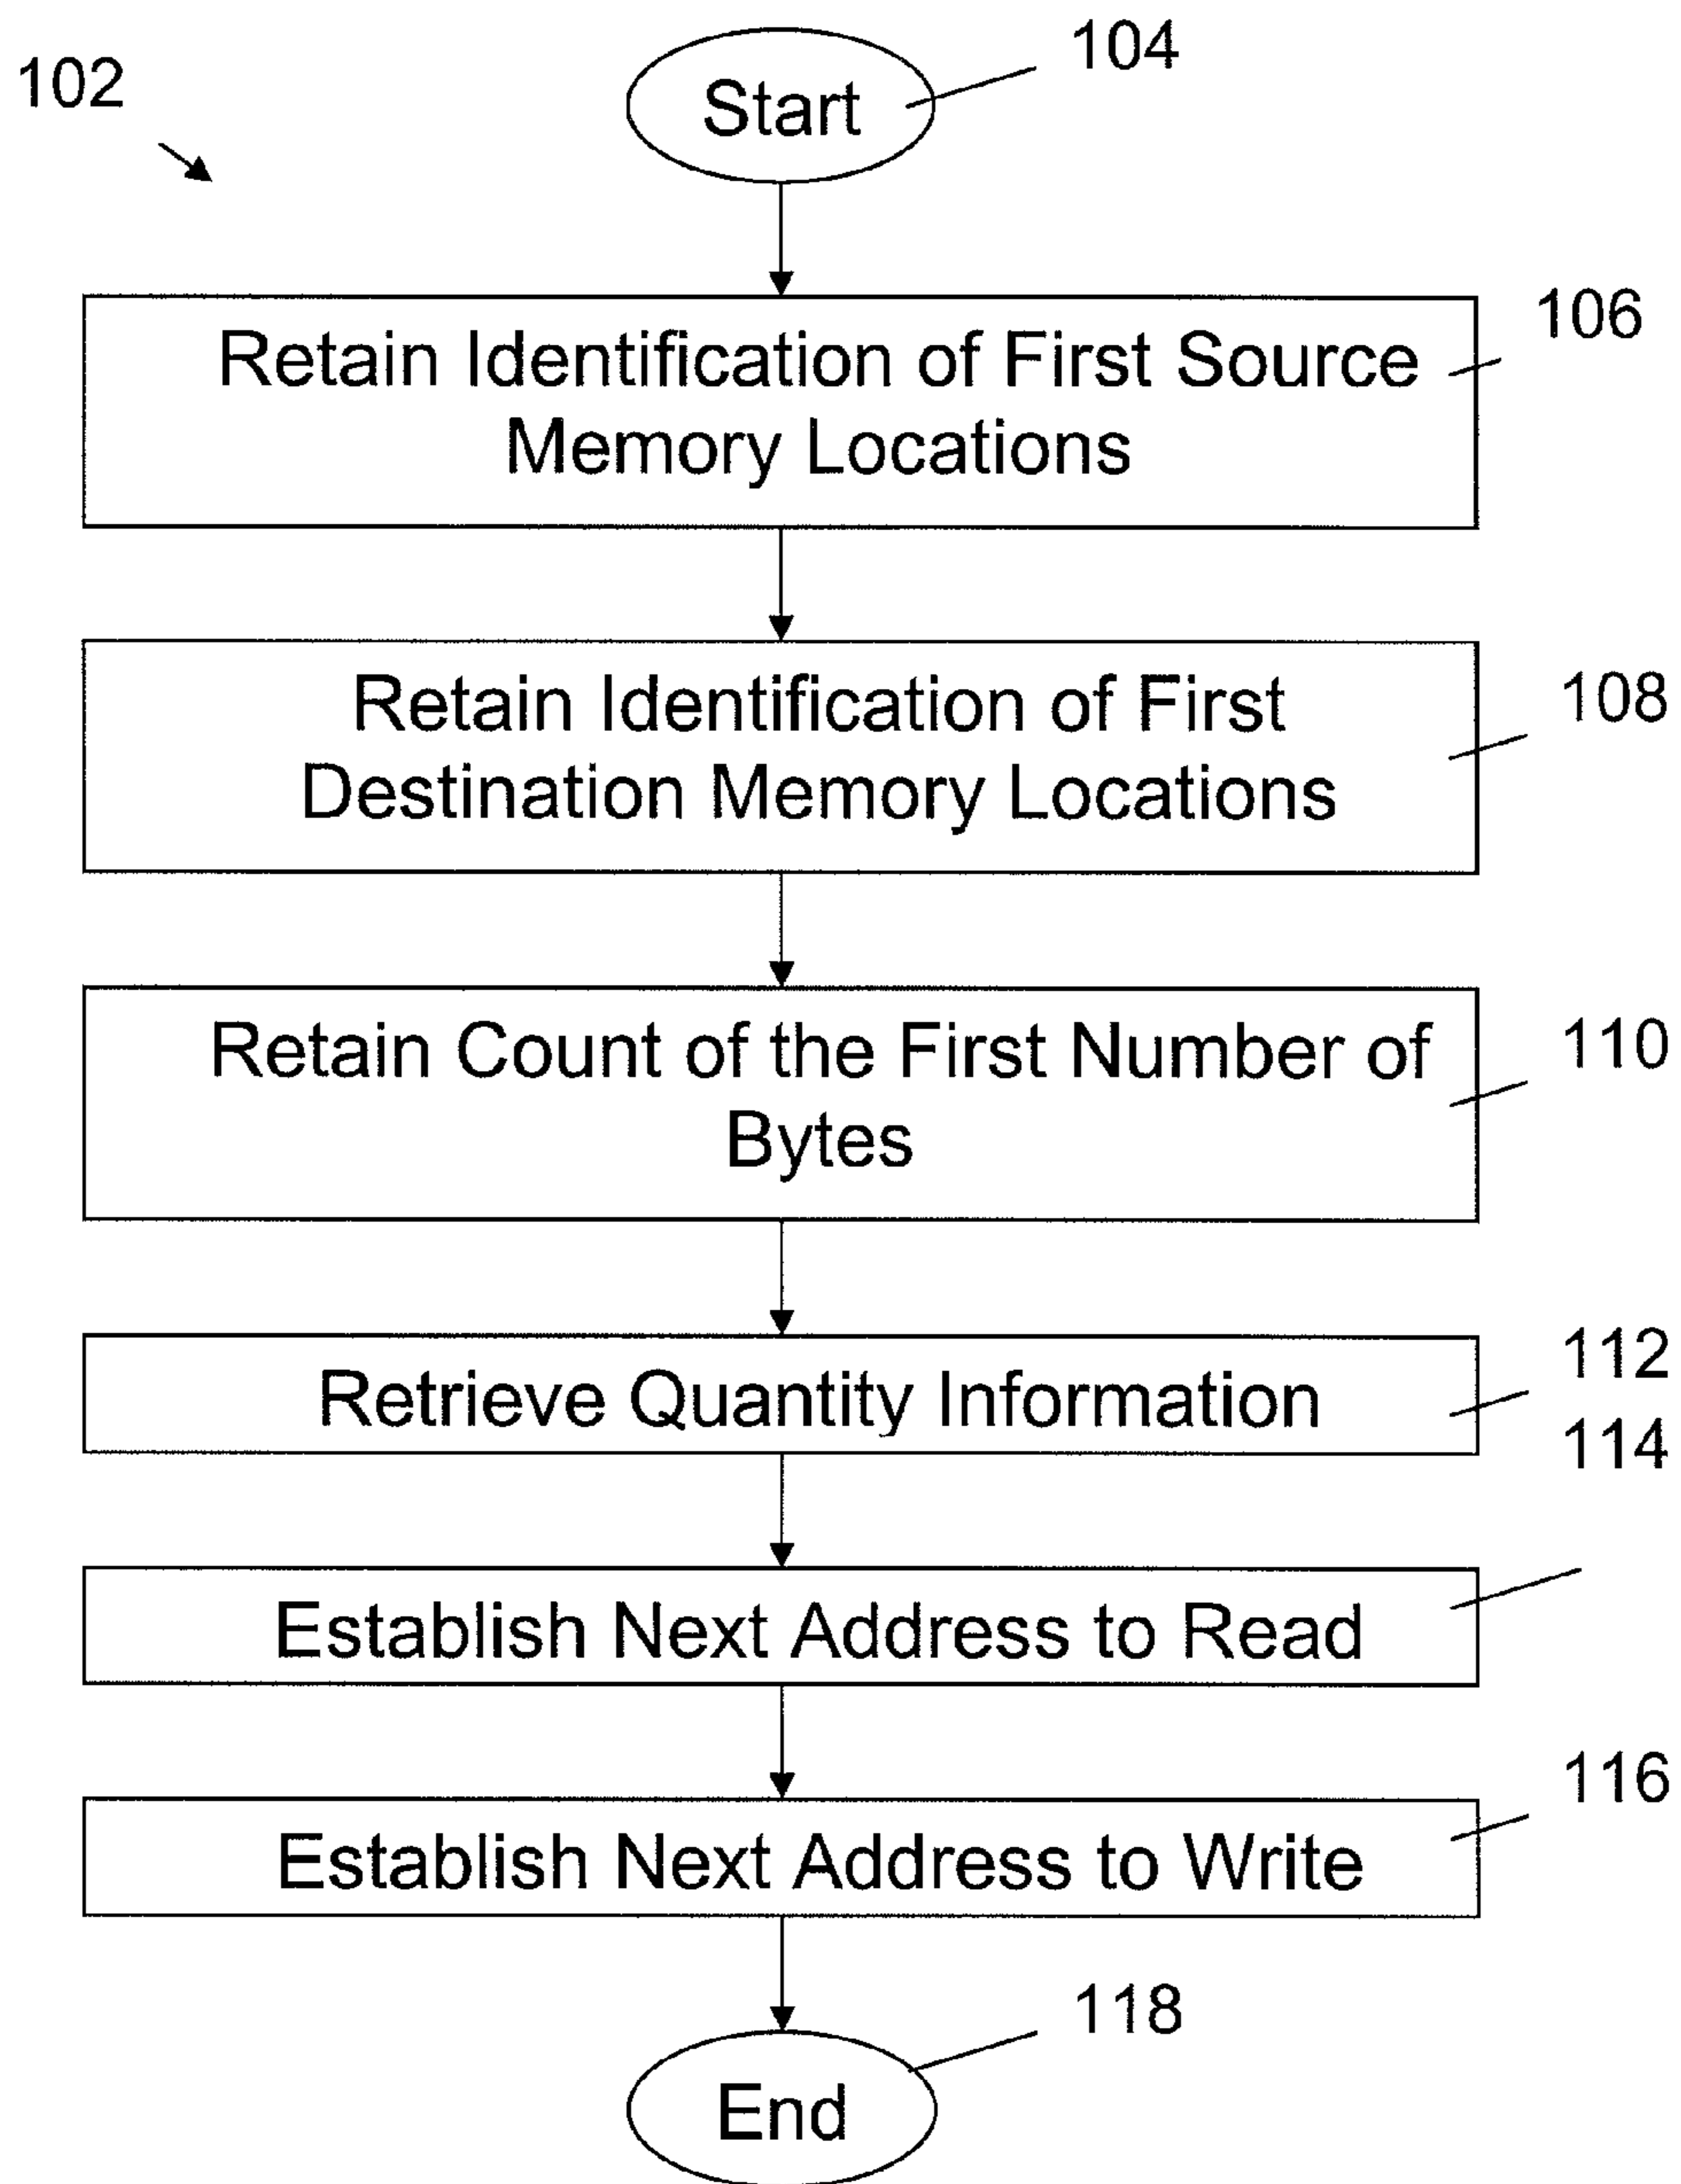 102
Start
104
Retain Identification of First Source
Memory Locations
106
Retain Identification of First
Destination Memory Locations
108
Retain Count of the First Number of
Bytes
110
Retrieve Quantity Information
112
114
Establish Next Address to Read
Establish Next Address to Write
116
End
118